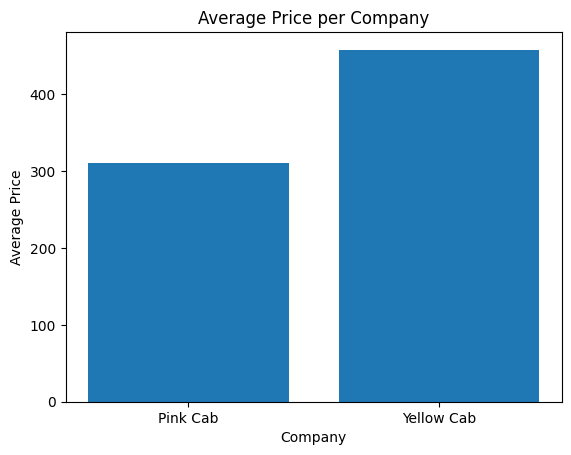 Average Price per Company
Average Price
400
300
200
100
0
Pink Cab
Yellow Cab
Company